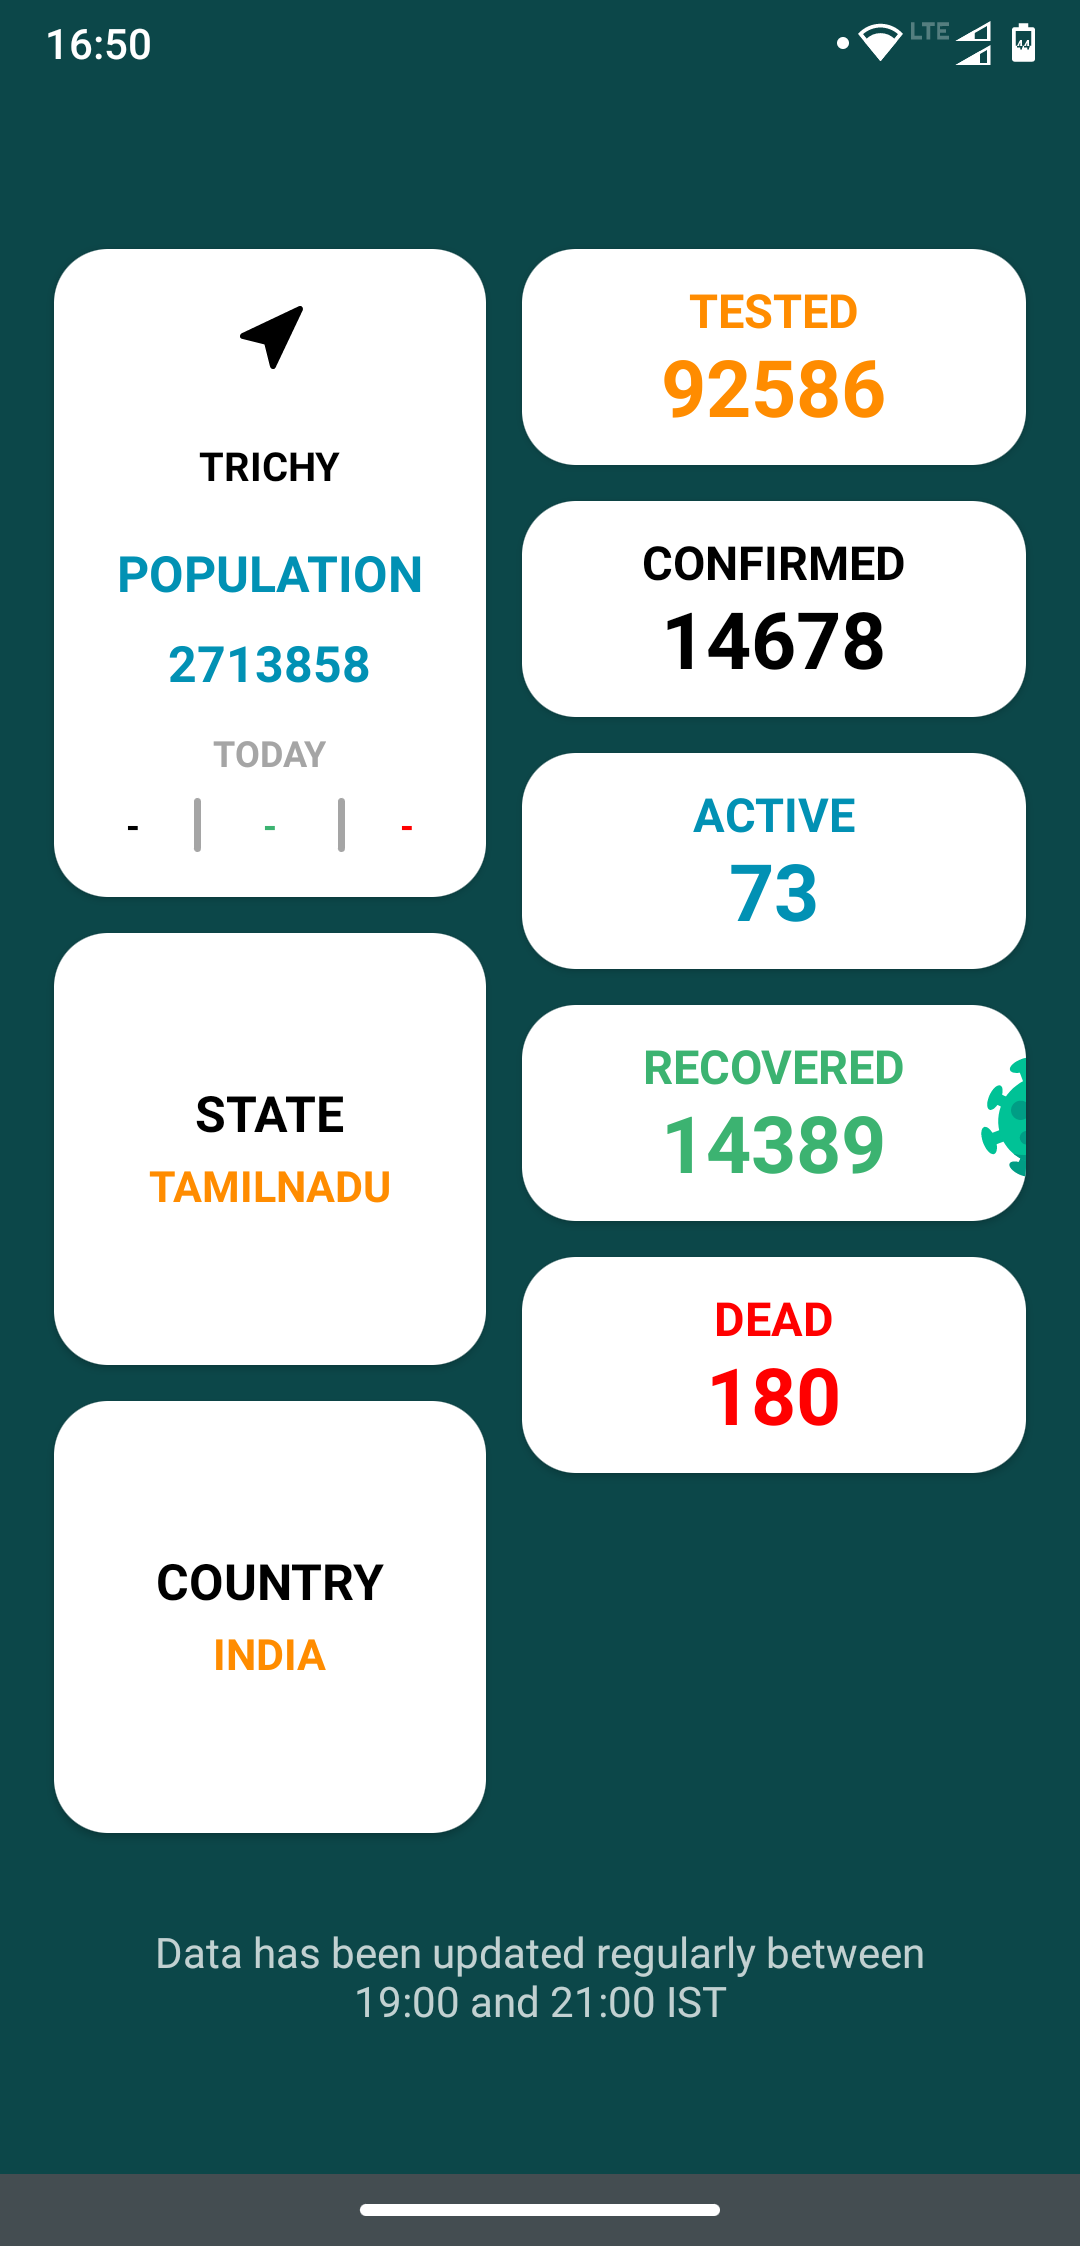 16:50
LTE
44
TRICHY
POPULATION
2713858
TODAY
- | - | -
STATE
TAMILNADU
COUNTRY
INDIA
TESTED
92586
CONFIRMED
14678
ACTIVE
73
RECOVERED
14389
DEAD
180
Data has been updated regularly between
19:00 and 21:00 IST